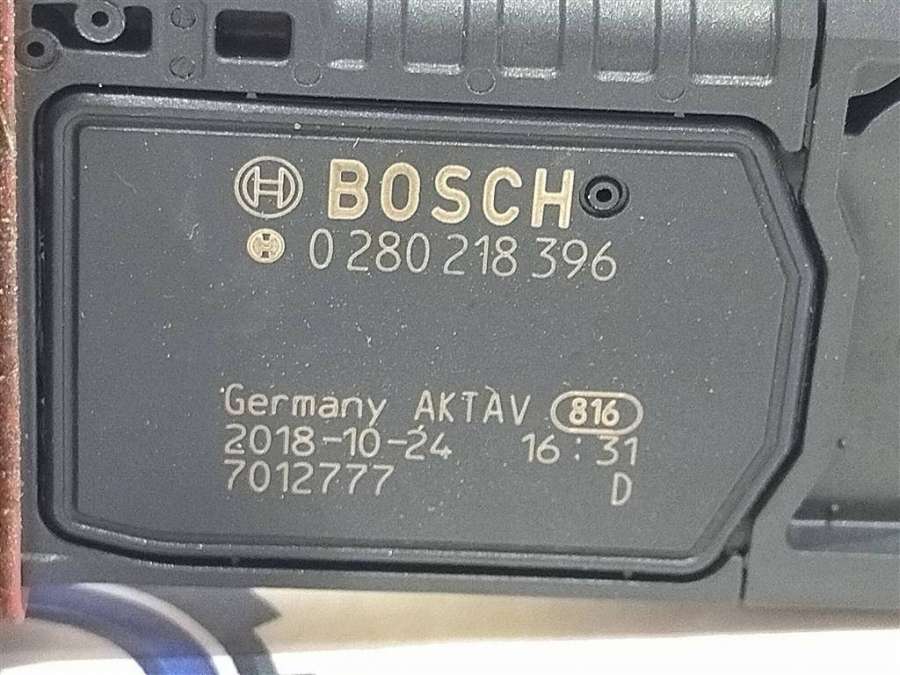 BOSCH
0 280 218 396
Germany AKTAV 816
2018-10-24 16:31
7012777 D